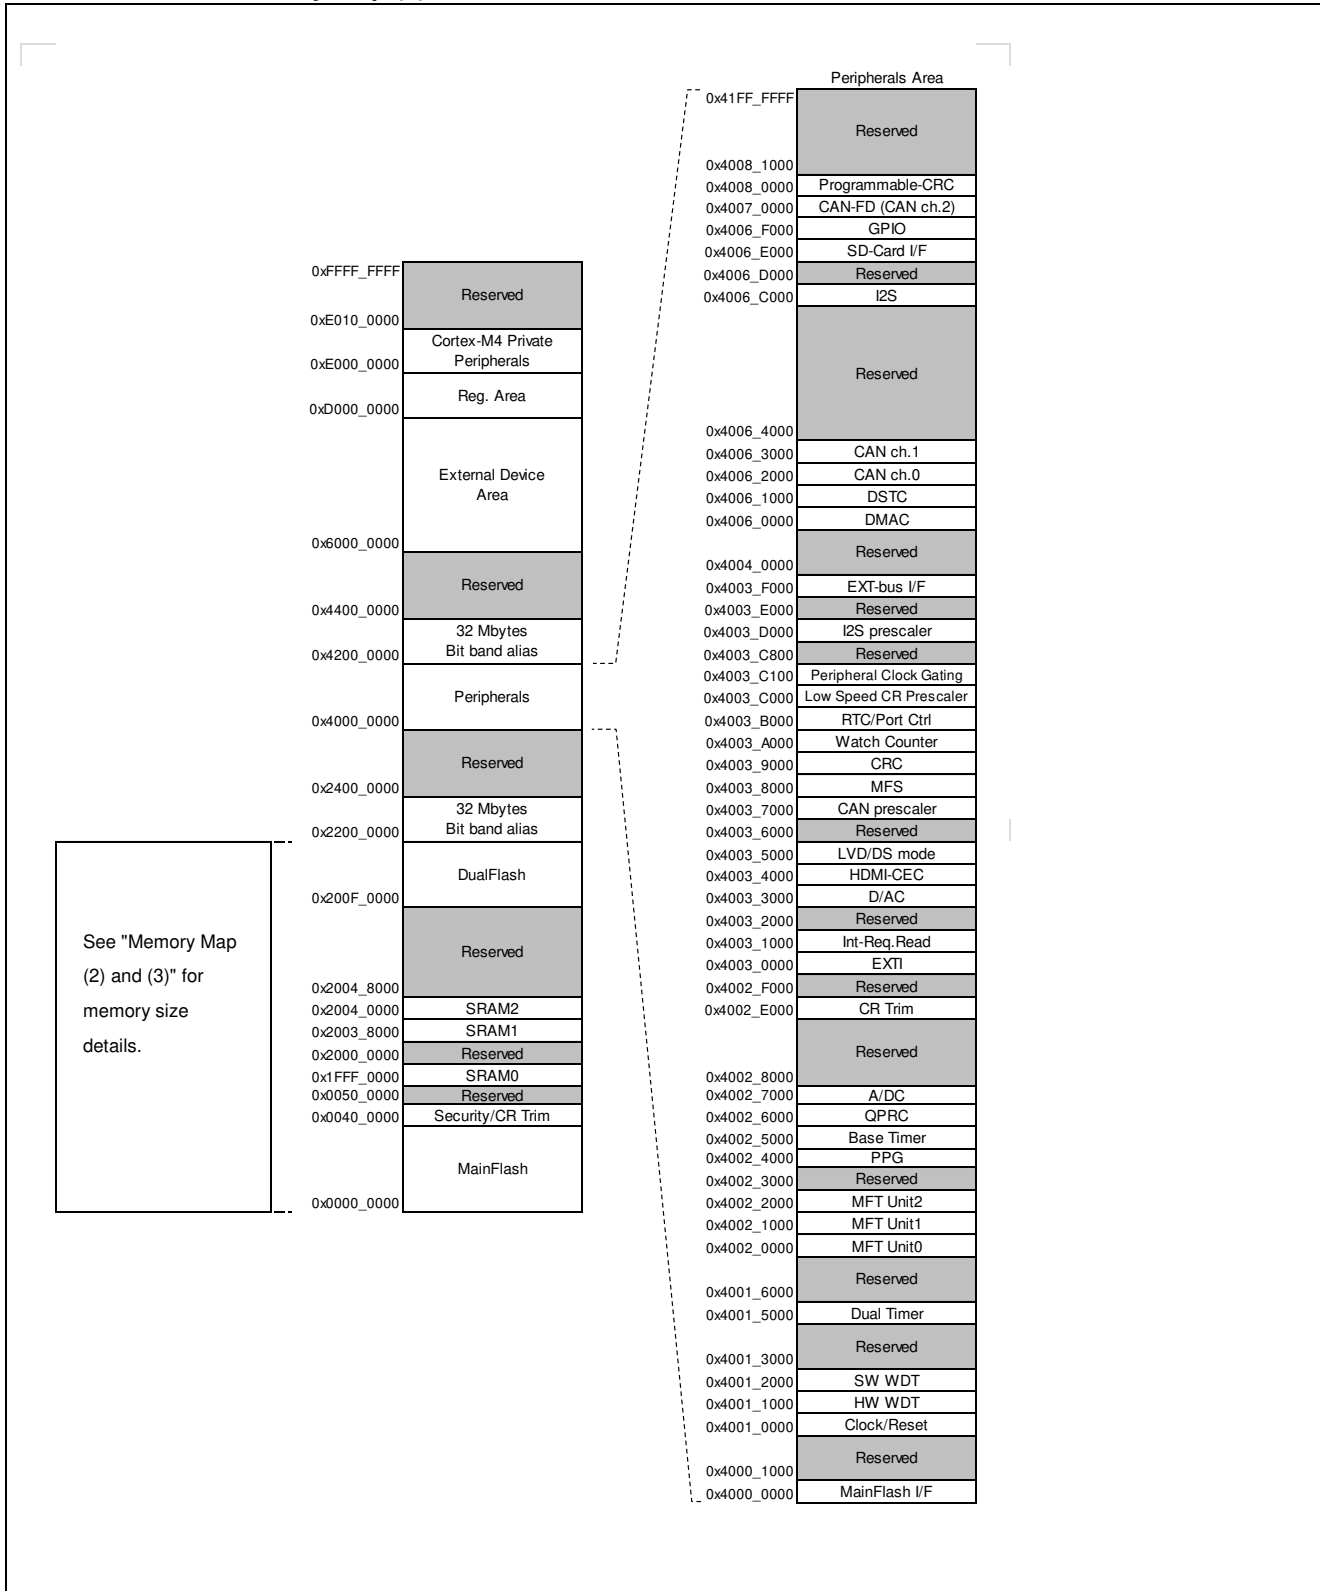 Peripherals Area
0x41FF_FFFF
Reserved
0x4008_1000
0x4008_0000 Programmable-CRC
0x4007_0000 CAN-FD (CAN ch.2)
0x4006_F000 GPIO
0x4006_E000 SD-Card I/F
0x4006_D000 Reserved
0x4006_C000 I2S
Reserved
0x4006_4000
0x4006_3000 CAN ch.1
0x4006_2000 CAN ch.0
0x4006_1000 DSTC
0x4006_0000 DMAC
Reserved
0x4004_0000
0x4003_F000 EXT-bus I/F
0x4003_E000 Reserved
0x4003_D000 I2S prescaler
0x4003_C800 Reserved
0x4003_C100 Peripheral Clock Gating
0x4003_C000 Low Speed CR Prescaler
0x4003_B000 RTC/Port Ctrl
0x4003_A000 Watch Counter
0x4003_9000 CRC
0x4003_8000 MFS
0x4003_7000 CAN prescaler
0x4003_6000 Reserved
0x4003_5000 LVD/DS mode
0x4003_4000 HDMI-CEC
0x4003_3000 D/AC
0x4003_2000 Reserved
0x4003_1000 Int-Req.Read
0x4003_0000 EXTI
0x4002_F000 Reserved
0x4002_E000 CR Trim
Reserved
0x4002_8000
0x4002_7000 A/DC
0x4002_6000 QPRC
0x4002_5000 Base Timer
0x4002_4000 PPG
0x4002_3000 Reserved
0x4002_2000 MFT Unit2
0x4002_1000 MFT Unit1
0x4002_0000 MFT Unit0
Reserved
0x4001_6000
0x4001_5000 Dual Timer
Reserved
0x4001_3000
0x4001_2000 SW WDT
0x4001_1000 HW WDT
0x4001_0000 Clock/Reset
Reserved
0x4000_1000
0x4000_0000 MainFlash I/F
0xFFFF_FFFF
Reserved
0xE010_0000
Cortex-M4 Private
0xE000_0000 Peripherals
Reg. Area
0xD000_0000
External Device
Area
0x6000_0000
Reserved
0x4400_0000
32 Mbytes
0x4200_0000 Bit band alias
Peripherals
0x4000_0000
Reserved
0x2400_0000
32 Mbytes
0x2200_0000 Bit band alias
DualFlash
0x200F_0000
Reserved
0x2004_8000
0x2004_0000 SRAM2
0x2003_8000 SRAM1
0x2000_0000 Reserved
0x1FFF_0000 SRAM0
0x0050_0000 Reserved
0x0040_0000 Security/CR Trim
MainFlash
0x0000_0000
See "Memory Map
(2) and (3)" for
memory size
details.